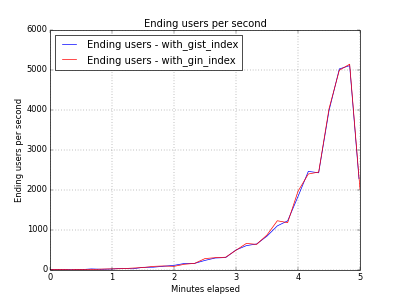 Ending users per second
6000
5000
4000
3000
2000
1000
0
Ending users per second
Ending users - with_gist_index
Ending users - with_gin_index
0 1 2 3 4 5
Minutes elapsed